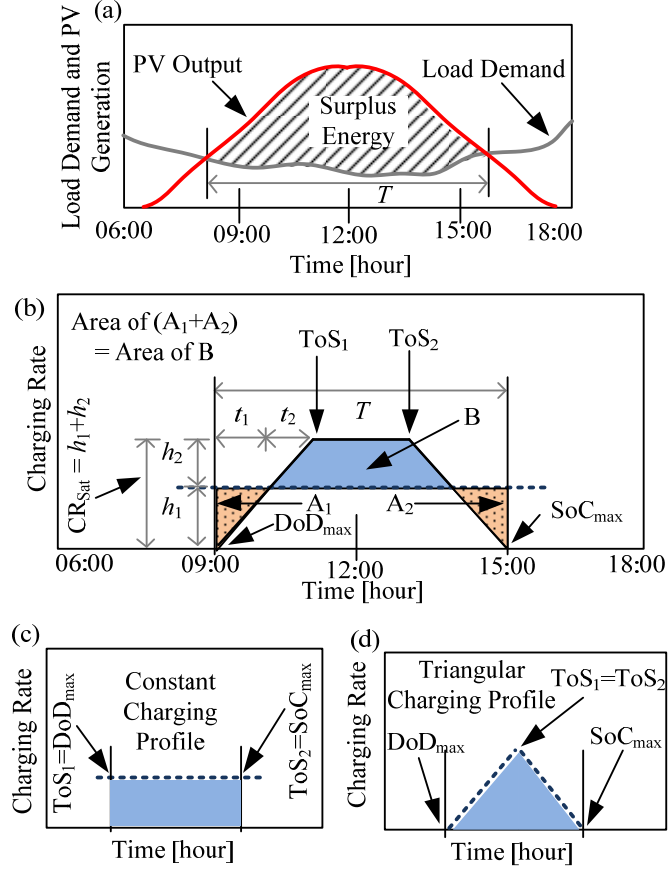 (a)
Load Demand and PV
Generation
PV Output
Load Demand
Surplus
Energy
T
06:00
09:00
12:00
15:00
18:00
Time [hour]
(b)
Charging Rate
Area of (A1+A2)
= Area of B
ToS1
ToS2
T
t1
t2
B
CRSat = h1+h2
h2
h1
A1
A2
DoDmax
SoCmax
06:00
09:00
12:00
15:00
18:00
Time [hour]
(c)
Charging Rate
ToS1=DoDmax
Constant
Charging
Profile
ToS2=SoCmax
Time [hour]
(d)
Charging Rate
Triangular
Charging Profile
ToS1=ToS2
DoDmax
SoCmax
Time [hour]